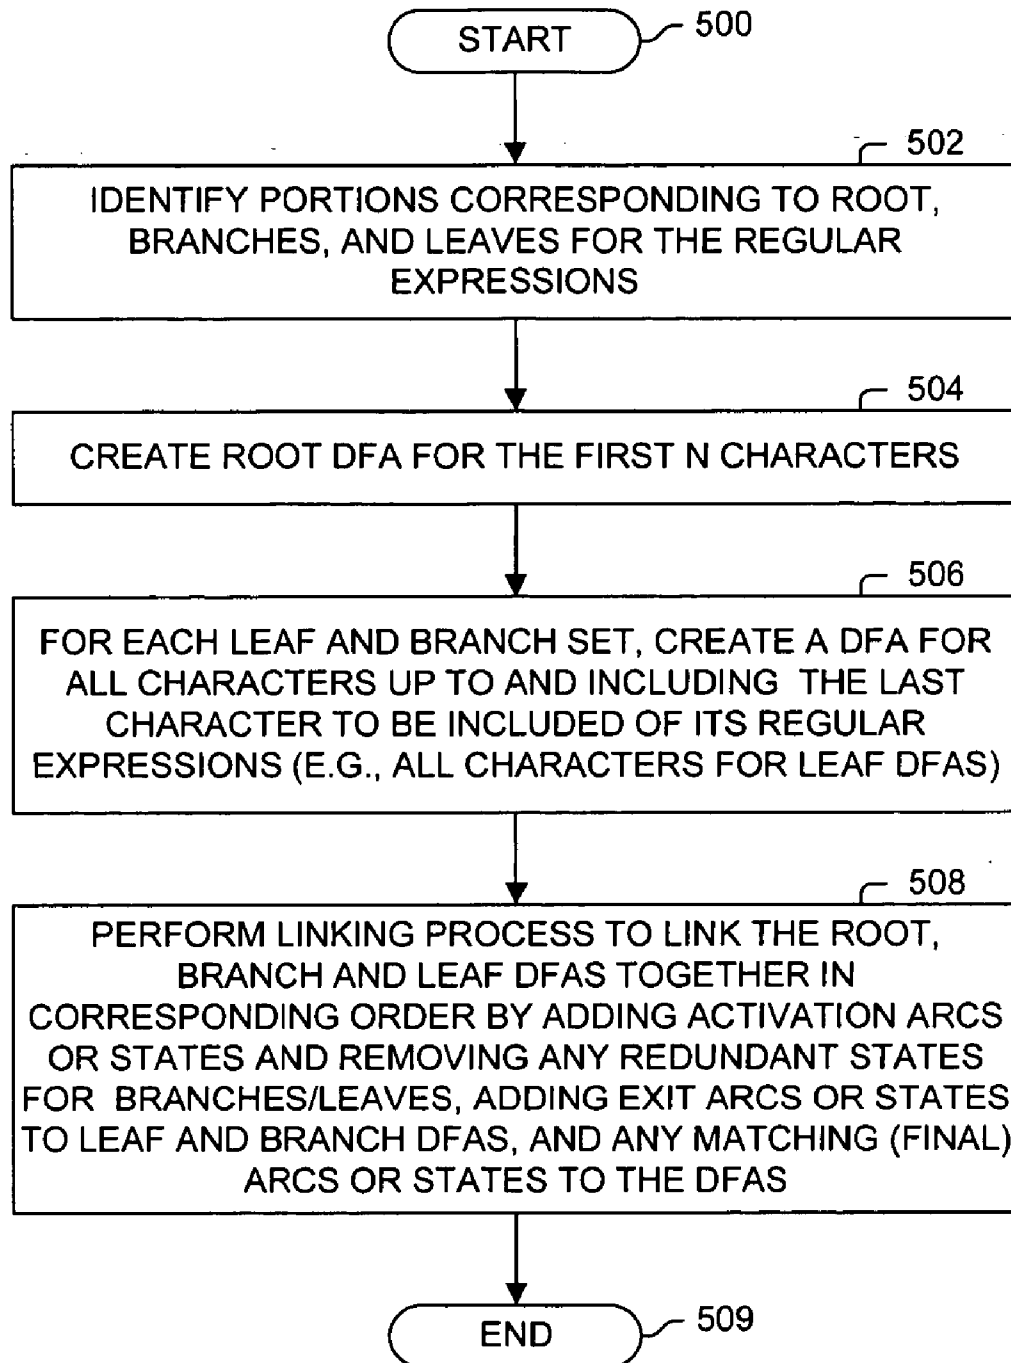 START
500
502
IDENTIFY PORTIONS CORRESPONDING TO ROOT,
BRANCHES, AND LEAVES FOR THE REGULAR
EXPRESSIONS
504
CREATE ROOT DFA FOR THE FIRST N CHARACTERS
506
FOR EACH LEAF AND BRANCH SET, CREATE A DFA FOR
ALL CHARACTERS UP TO AND INCLUDING THE LAST
CHARACTER TO BE INCLUDED OF ITS REGULAR
EXPRESSIONS (E.G., ALL CHARACTERS FOR LEAF DFAS)
508
PERFORM LINKING PROCESS TO LINK THE ROOT,
BRANCH AND LEAF DFAS TOGETHER IN
CORRESPONDING ORDER BY ADDING ACTIVATION ARCS
OR STATES AND REMOVING ANY REDUNDANT STATES
FOR BRANCHES/LEAVES, ADDING EXIT ARCS OR STATES
TO LEAF AND BRANCH DFAS, AND ANY MATCHING (FINAL)
ARCS OR STATES TO THE DFAS
END
509